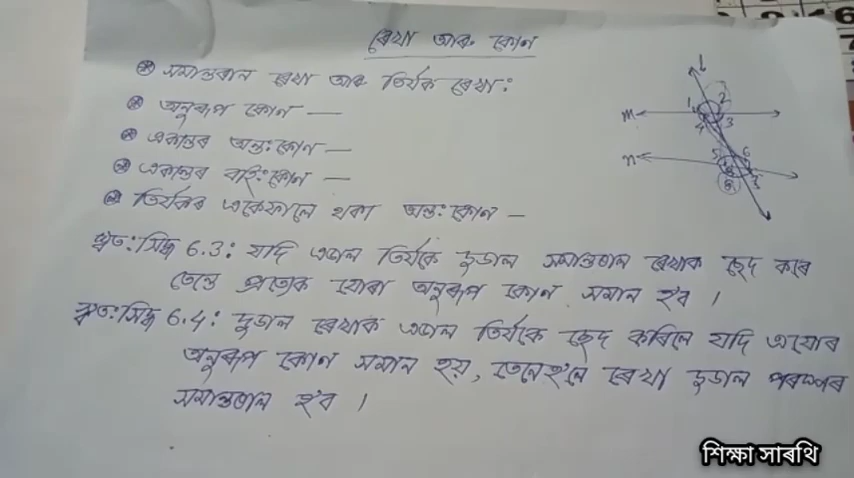 ৰেখা আৰু কোণ
⊛ সমান্তৰাল ৰেখা আৰু তিৰ্যক ৰেখা:
⊛ অনুৰূপ কোণ —
⊛ একান্তৰ অন্তঃকোণ —
⊛ একান্তৰ বহিঃকোণ —
⊛ তিৰ্যকৰ একেফালে থকা অন্তঃ কোণ —
স্বতঃসিদ্ধ 6.3: যদি এডাল তিৰ্যকে দুডাল সমান্তৰাল ৰেখাক ছেদ কৰে
তেন্তে প্ৰত্যেক যোৰা অনুৰূপ কোণ সমান হ'ব ।
স্বতঃসিদ্ধ 6.4: দুডাল ৰেখাক এডাল তিৰ্যকে ছেদ কৰিলে যদি এযোৰ
অনুৰূপ কোণ সমান হয়, তেনেহ'লে ৰেখা দুডাল পৰস্পৰ
সমান্তৰাল হ'ব ।
l
1 2
m
4 3
n
5 6
8 7
16
শিক্ষা সাৰথি